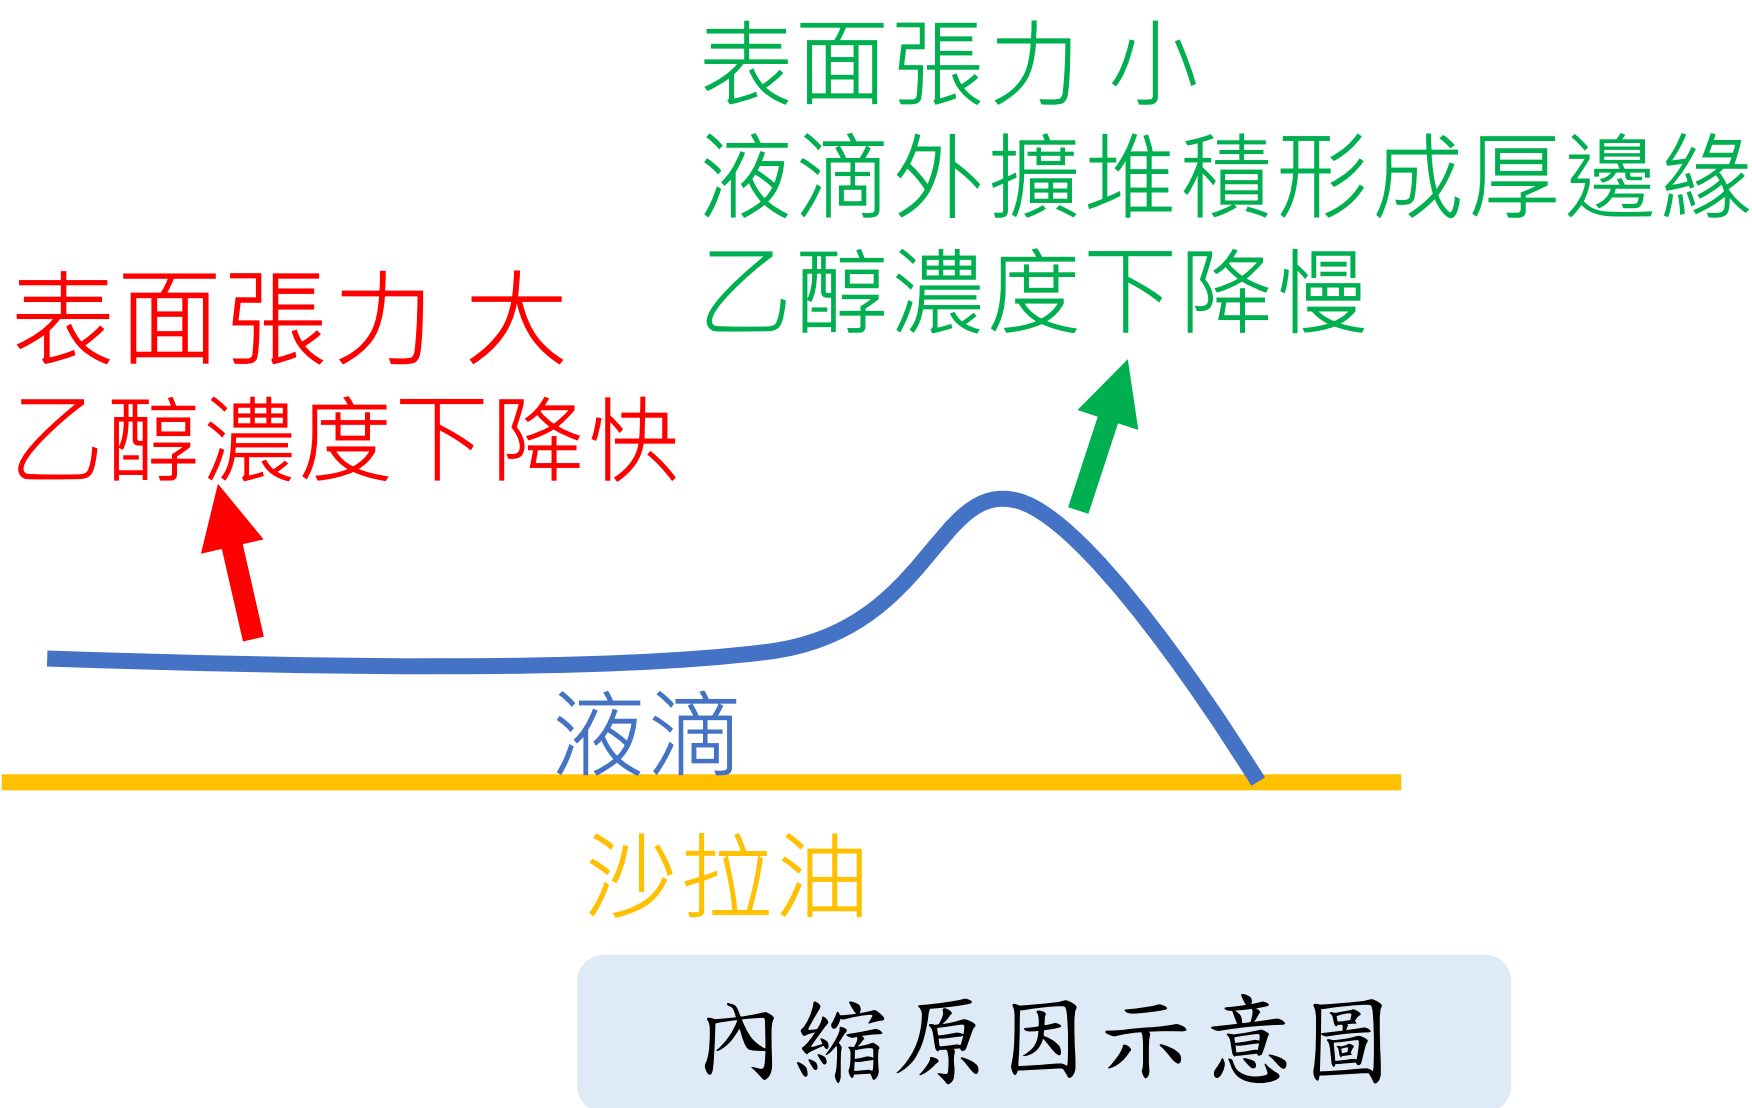 表面張力 小
液滴外擴堆積形成厚邊緣
乙醇濃度下降慢
表面張力 大
乙醇濃度下降快
液滴
沙拉油
內縮原因示意圖